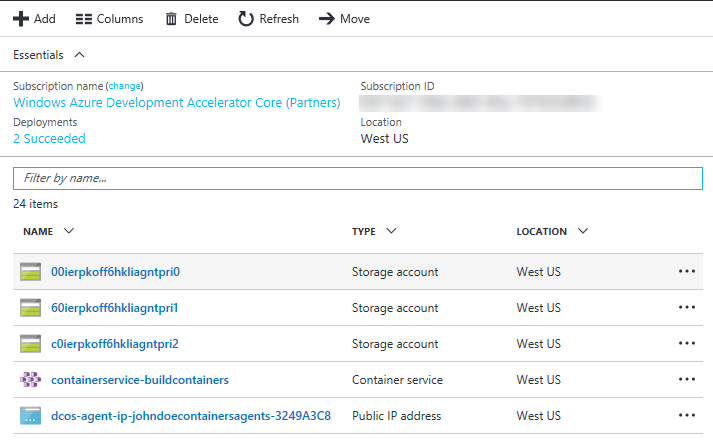 Add Columns Delete Refresh Move
Essentials
Subscription name (change) Subscription ID
Windows Azure Development Accelerator Core (Partners)
Deployments Location
2 Succeeded West US
Filter by name...
24 items
NAME TYPE LOCATION
00ierpkoff6hkliagntpri0 Storage account West US
60ierpkoff6hkliagntpri1 Storage account West US
c0ierpkoff6hkliagntpri2 Storage account West US
containerservice-buildcontainers Container service West US
dcos-agent-ip-johndoecontainersagents-3249A3C8 Public IP address West US